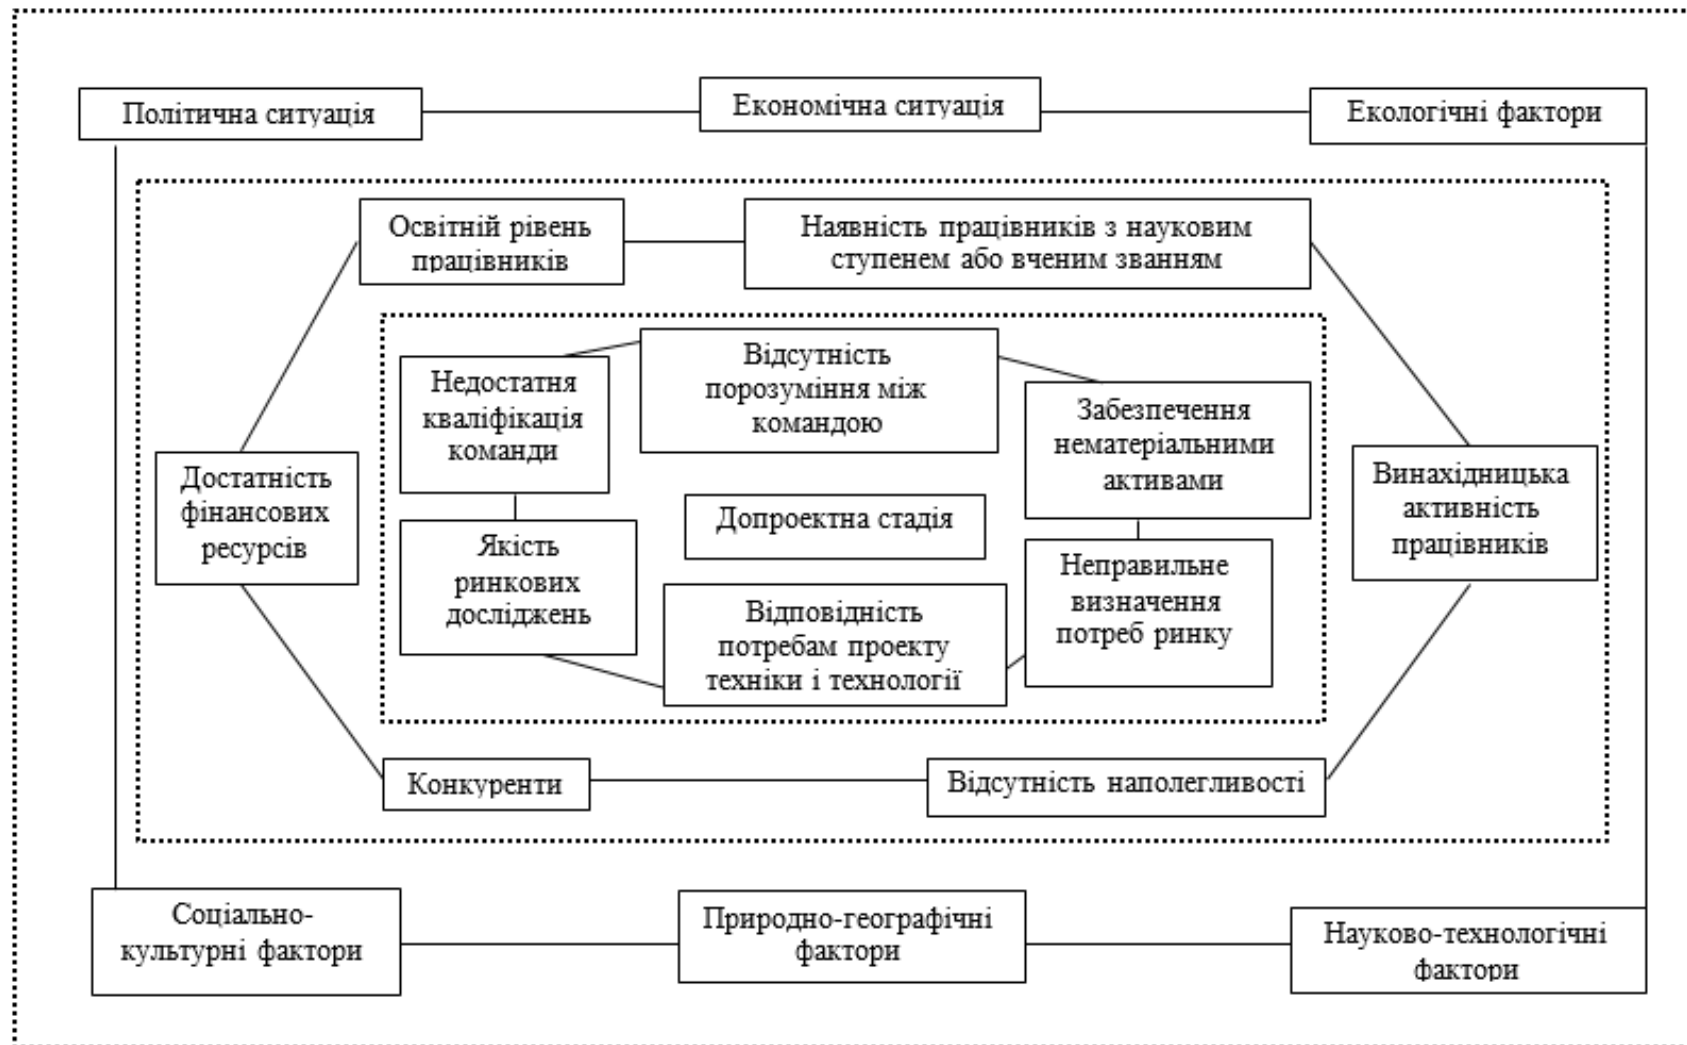 Політична ситуація
Економічна ситуація
Екологічні фактори
Освітній рівень
працівників
Наявність працівників з науковим
ступенем або вченим званням
Недостатня
кваліфікація
команди
Відсутність
порозуміння між
командою
Забезпечення
нематеріальними
активами
Достатність
фінансових
ресурсів
Винахідницька
активність
працівників
Допроектна стадія
Якість
ринкових
досліджень
Відповідність
потребам проекту
техніки і технології
Неправильне
визначення
потреб ринку
Конкуренти
Відсутність наполегливості
Соціально-
культурні фактори
Природно-географічні
фактори
Науково-технологічні
фактори